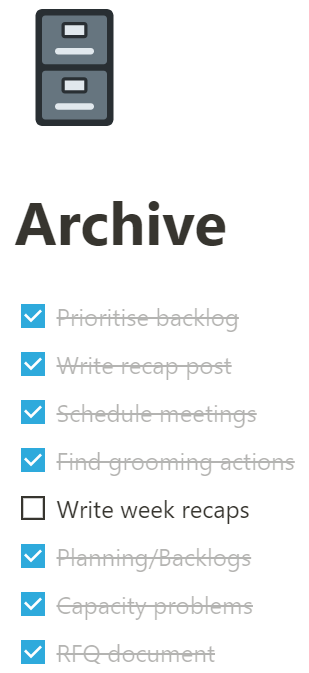 Archive
Prioritise backlog
Write recap post
Schedule meetings
Find grooming actions
Write week recaps
Planning/Backlogs
Capacity problems
RFQ document